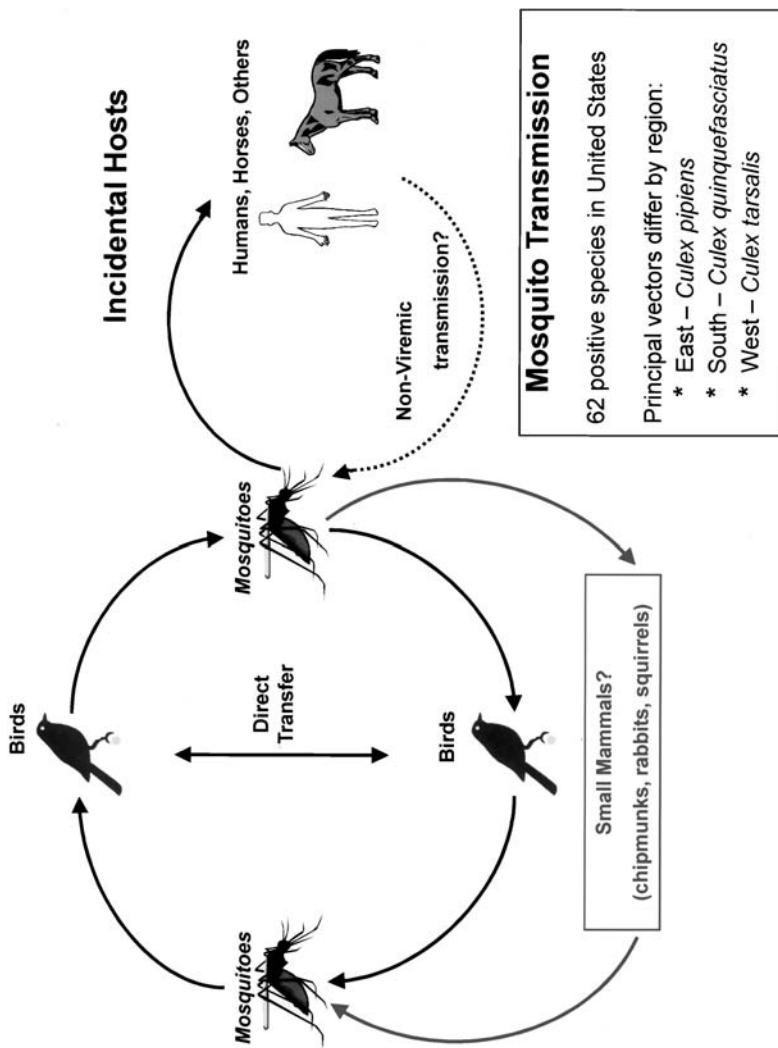 Incidental Hosts
Humans, Horses, Others
Non-Viremic
transmission?
Birds
Mosquitoes
Direct
Transfer
Mosquitoes
Birds
Small Mammals?
(chipmunks, rabbits, squirrels)
Mosquito Transmission
62 positive species in United States
Principal vectors differ by region:
* East – Culex pipiens
* South – Culex quinquefasciatus
* West – Culex tarsalis